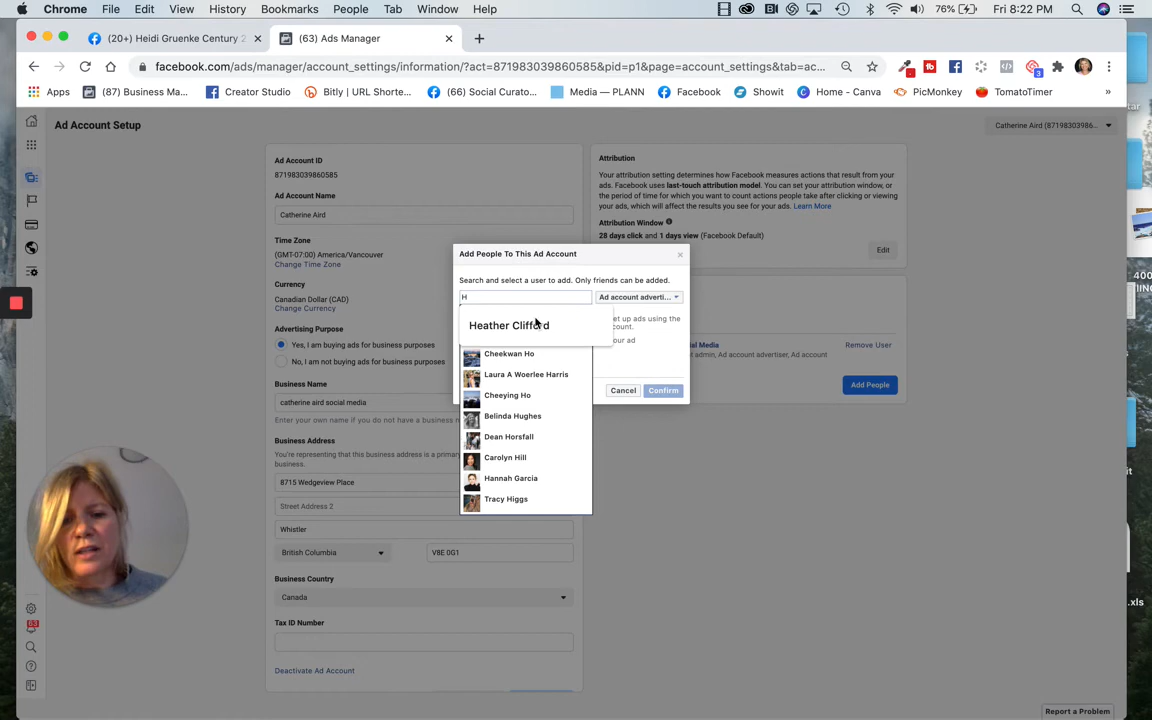 Chrome File Edit View History Bookmarks People Tab Window Help 76% Fri 8:22 PM
(20+) Heidi Gruenke Century 2 (63) Ads Manager
facebook.com/ads/manager/account_settings/information/?act=871983039860585&pid=p1&page=account_settings&tab=ac...
Apps (87) Business Ma... Creator Studio Bitly | URL Shorte... (66) Social Curato... Media — PLANN Facebook Showit Home - Canva PicMonkey TomatoTimer »
Ad Account Setup
Catherine Aird (87198303986...
Ad Account ID
871983039860585
Ad Account Name
Catherine Aird
Time Zone
(GMT-07:00) America/Vancouver
Change Time Zone
Currency
Canadian Dollar (CAD)
Change Currency
Advertising Purpose
Yes, I am buying ads for business purposes
No, I am not buying ads for business purposes
Business Name
catherine aird social media
Enter your own name if you do not have a business
Business Address
You're representing that this business address is a primary
business.
8715 Wedgeview Place
Street Address 2
Whistler
British Columbia V8E 0G1
Business Country
Canada
Tax ID Number
Deactivate Ad Account
Attribution
Your attribution setting determines how Facebook measures actions that result from your
ads. Facebook uses last-touch attribution model). You can set your attribution window, or
the period of time for which you want to count actions people take after clicking or viewing
your ads, which will affect the results you see for your ads. Learn More
Attribution Window
28 days click and 1 days view (Facebook Default)
Edit
Add People To This Ad Account
Search and select a user to add. Only friends can be added.
H Ad account adverti...
et up ads using the
count.
our ad
Heather Clifford
Cheekwan Ho
Laura A Woerlee Harris
Cheeying Ho
Belinda Hughes
Dean Horsfall
Carolyn Hill
Hannah Garcia
Tracy Higgs
Cancel Confirm
Media Remove User
admin, Ad account advertiser, Ad account
Add People
63
3
Report a Problem
tar
400
it
.xls